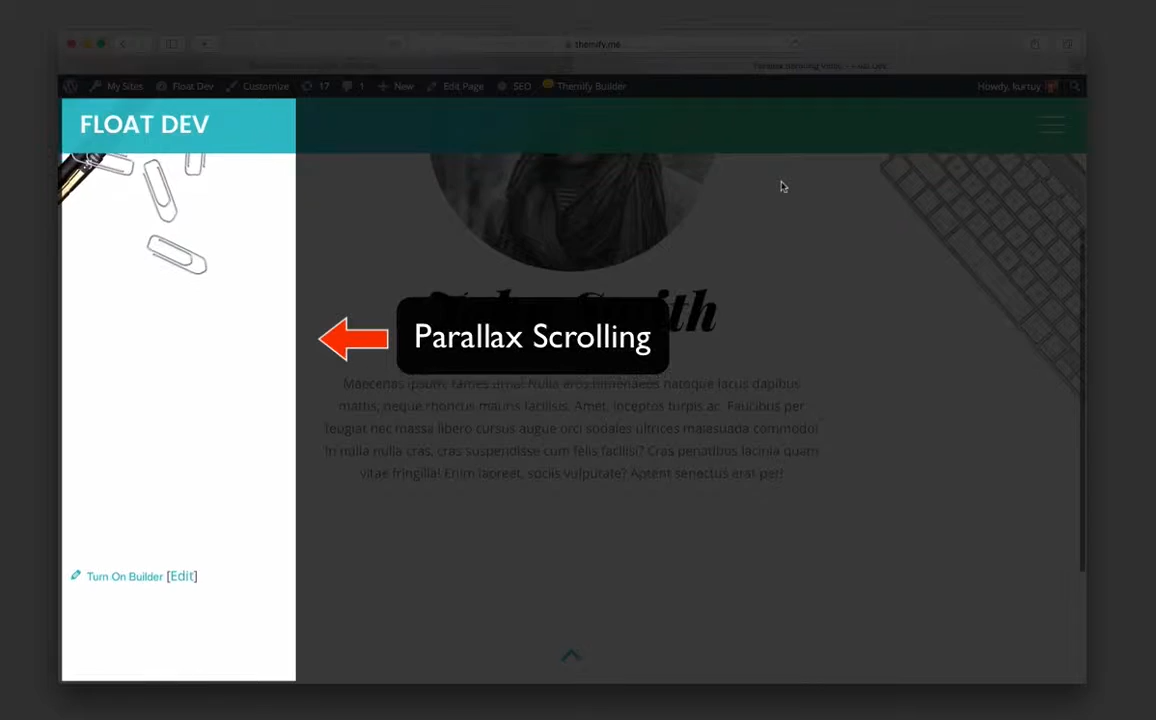 themify.me
My Sites Float Dev Customize 17 1 New Edit Page SEO Themify Builder Howdy, kurtuy
FLOAT DEV
Smith
Parallax Scrolling
Maecenas ipsum, fames urna! Nulla eros himenaeos natoque lacus dapibus
mattis, neque rhoncus mauris facilisis. Amet, inceptos turpis ac. Faucibus per
feugiat nec massa libero cursus augue orci sodales ultrices malesuada commodo!
In nulla nulla cras, cras suspendisse cum felis facilisi? Cras penatibus lacinia quam
vitae fringilla! Enim laoreet, sociis vulputate? Aptent senectus erat per!
Turn On Builder [Edit]